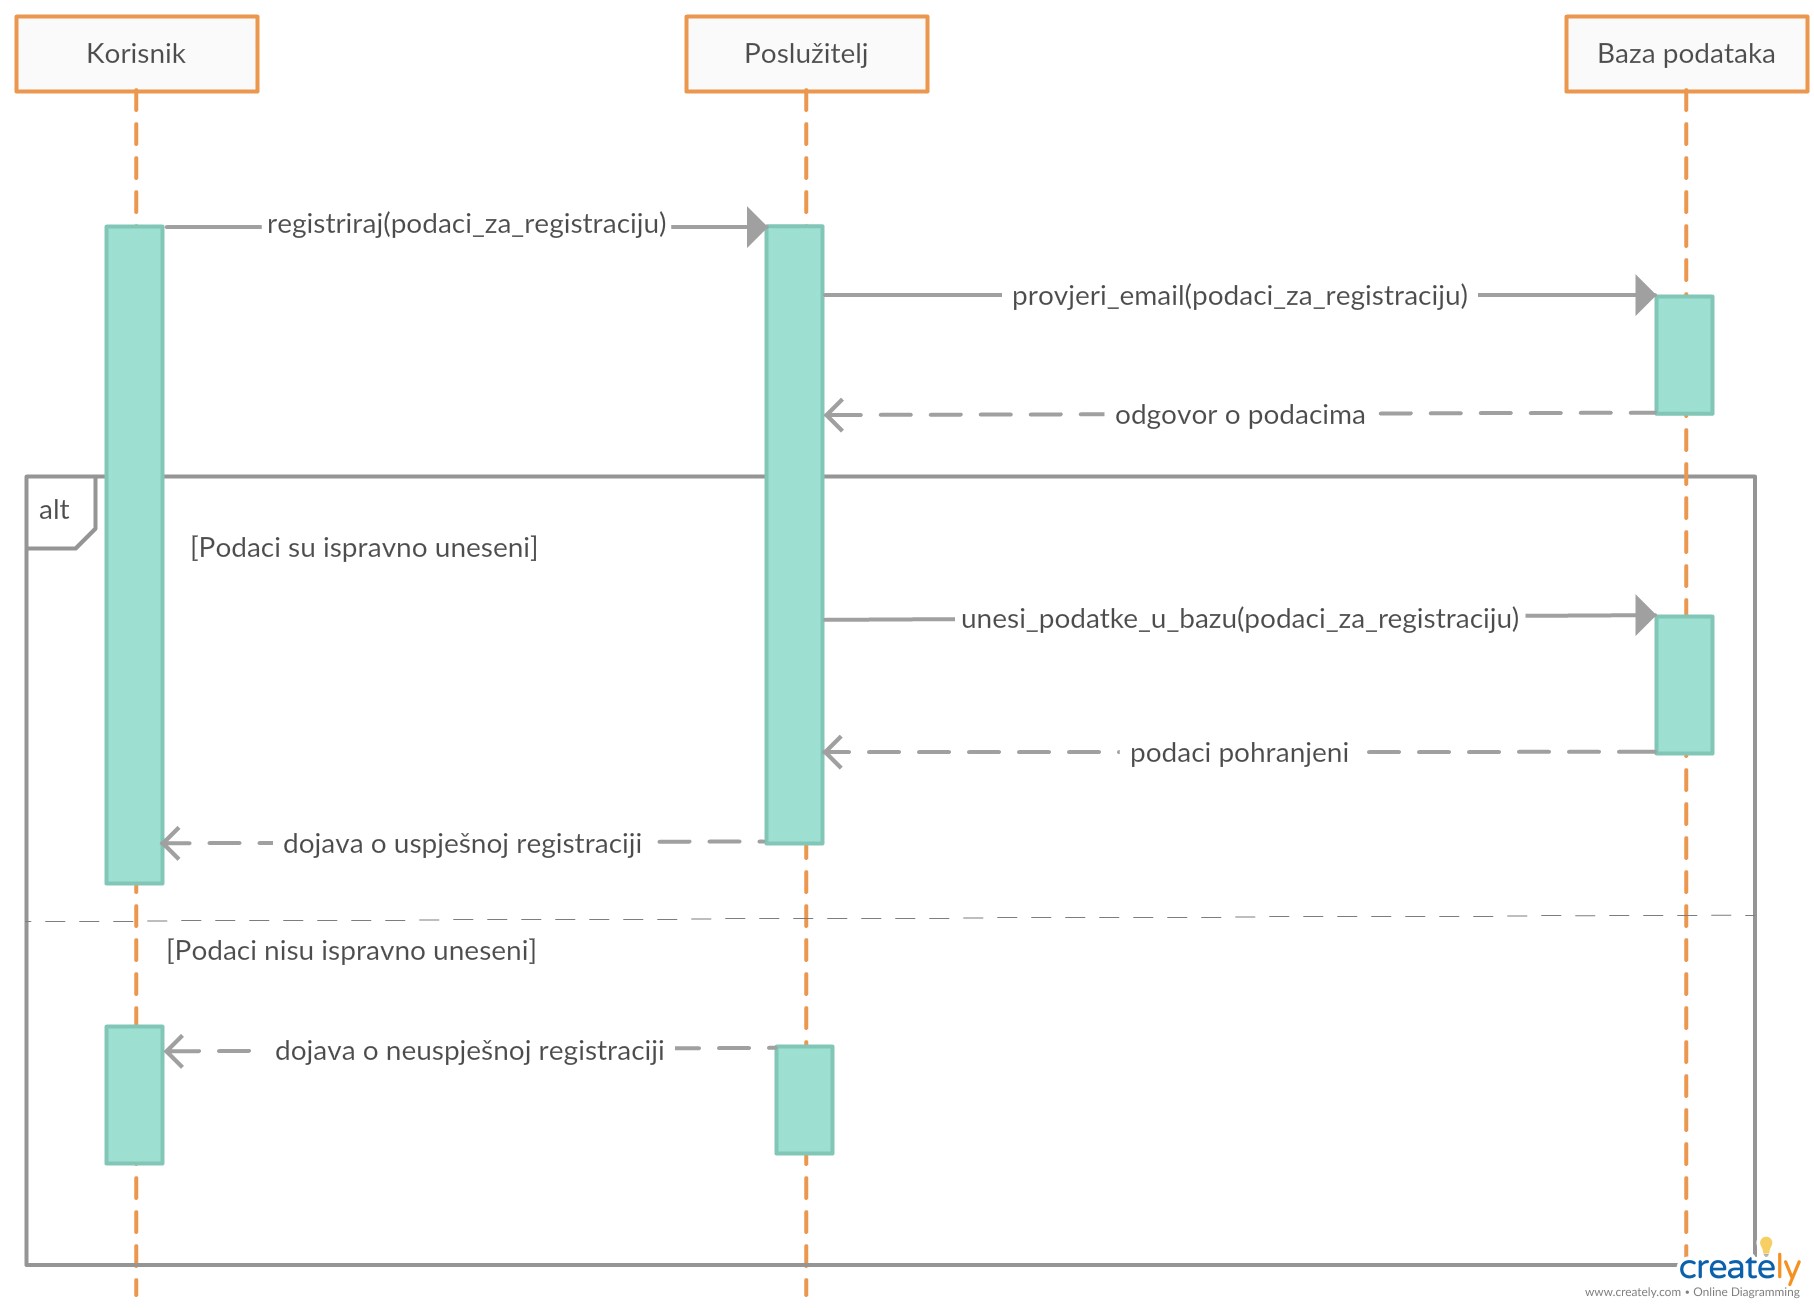 Korisnik
Poslužitelj
Baza podataka
registriraj(podaci_za_registraciju)
provjeri_email(podaci_za_registraciju)
odgovor o podacima
alt
[Podaci su ispravno uneseni]
unesi_podatke_u_bazu(podaci_za_registraciju)
podaci pohranjeni
dojava o uspješnoj registraciji
[Podaci nisu ispravno uneseni]
dojava o neuspješnoj registraciji
creately
www.creately.com • Online Diagramming